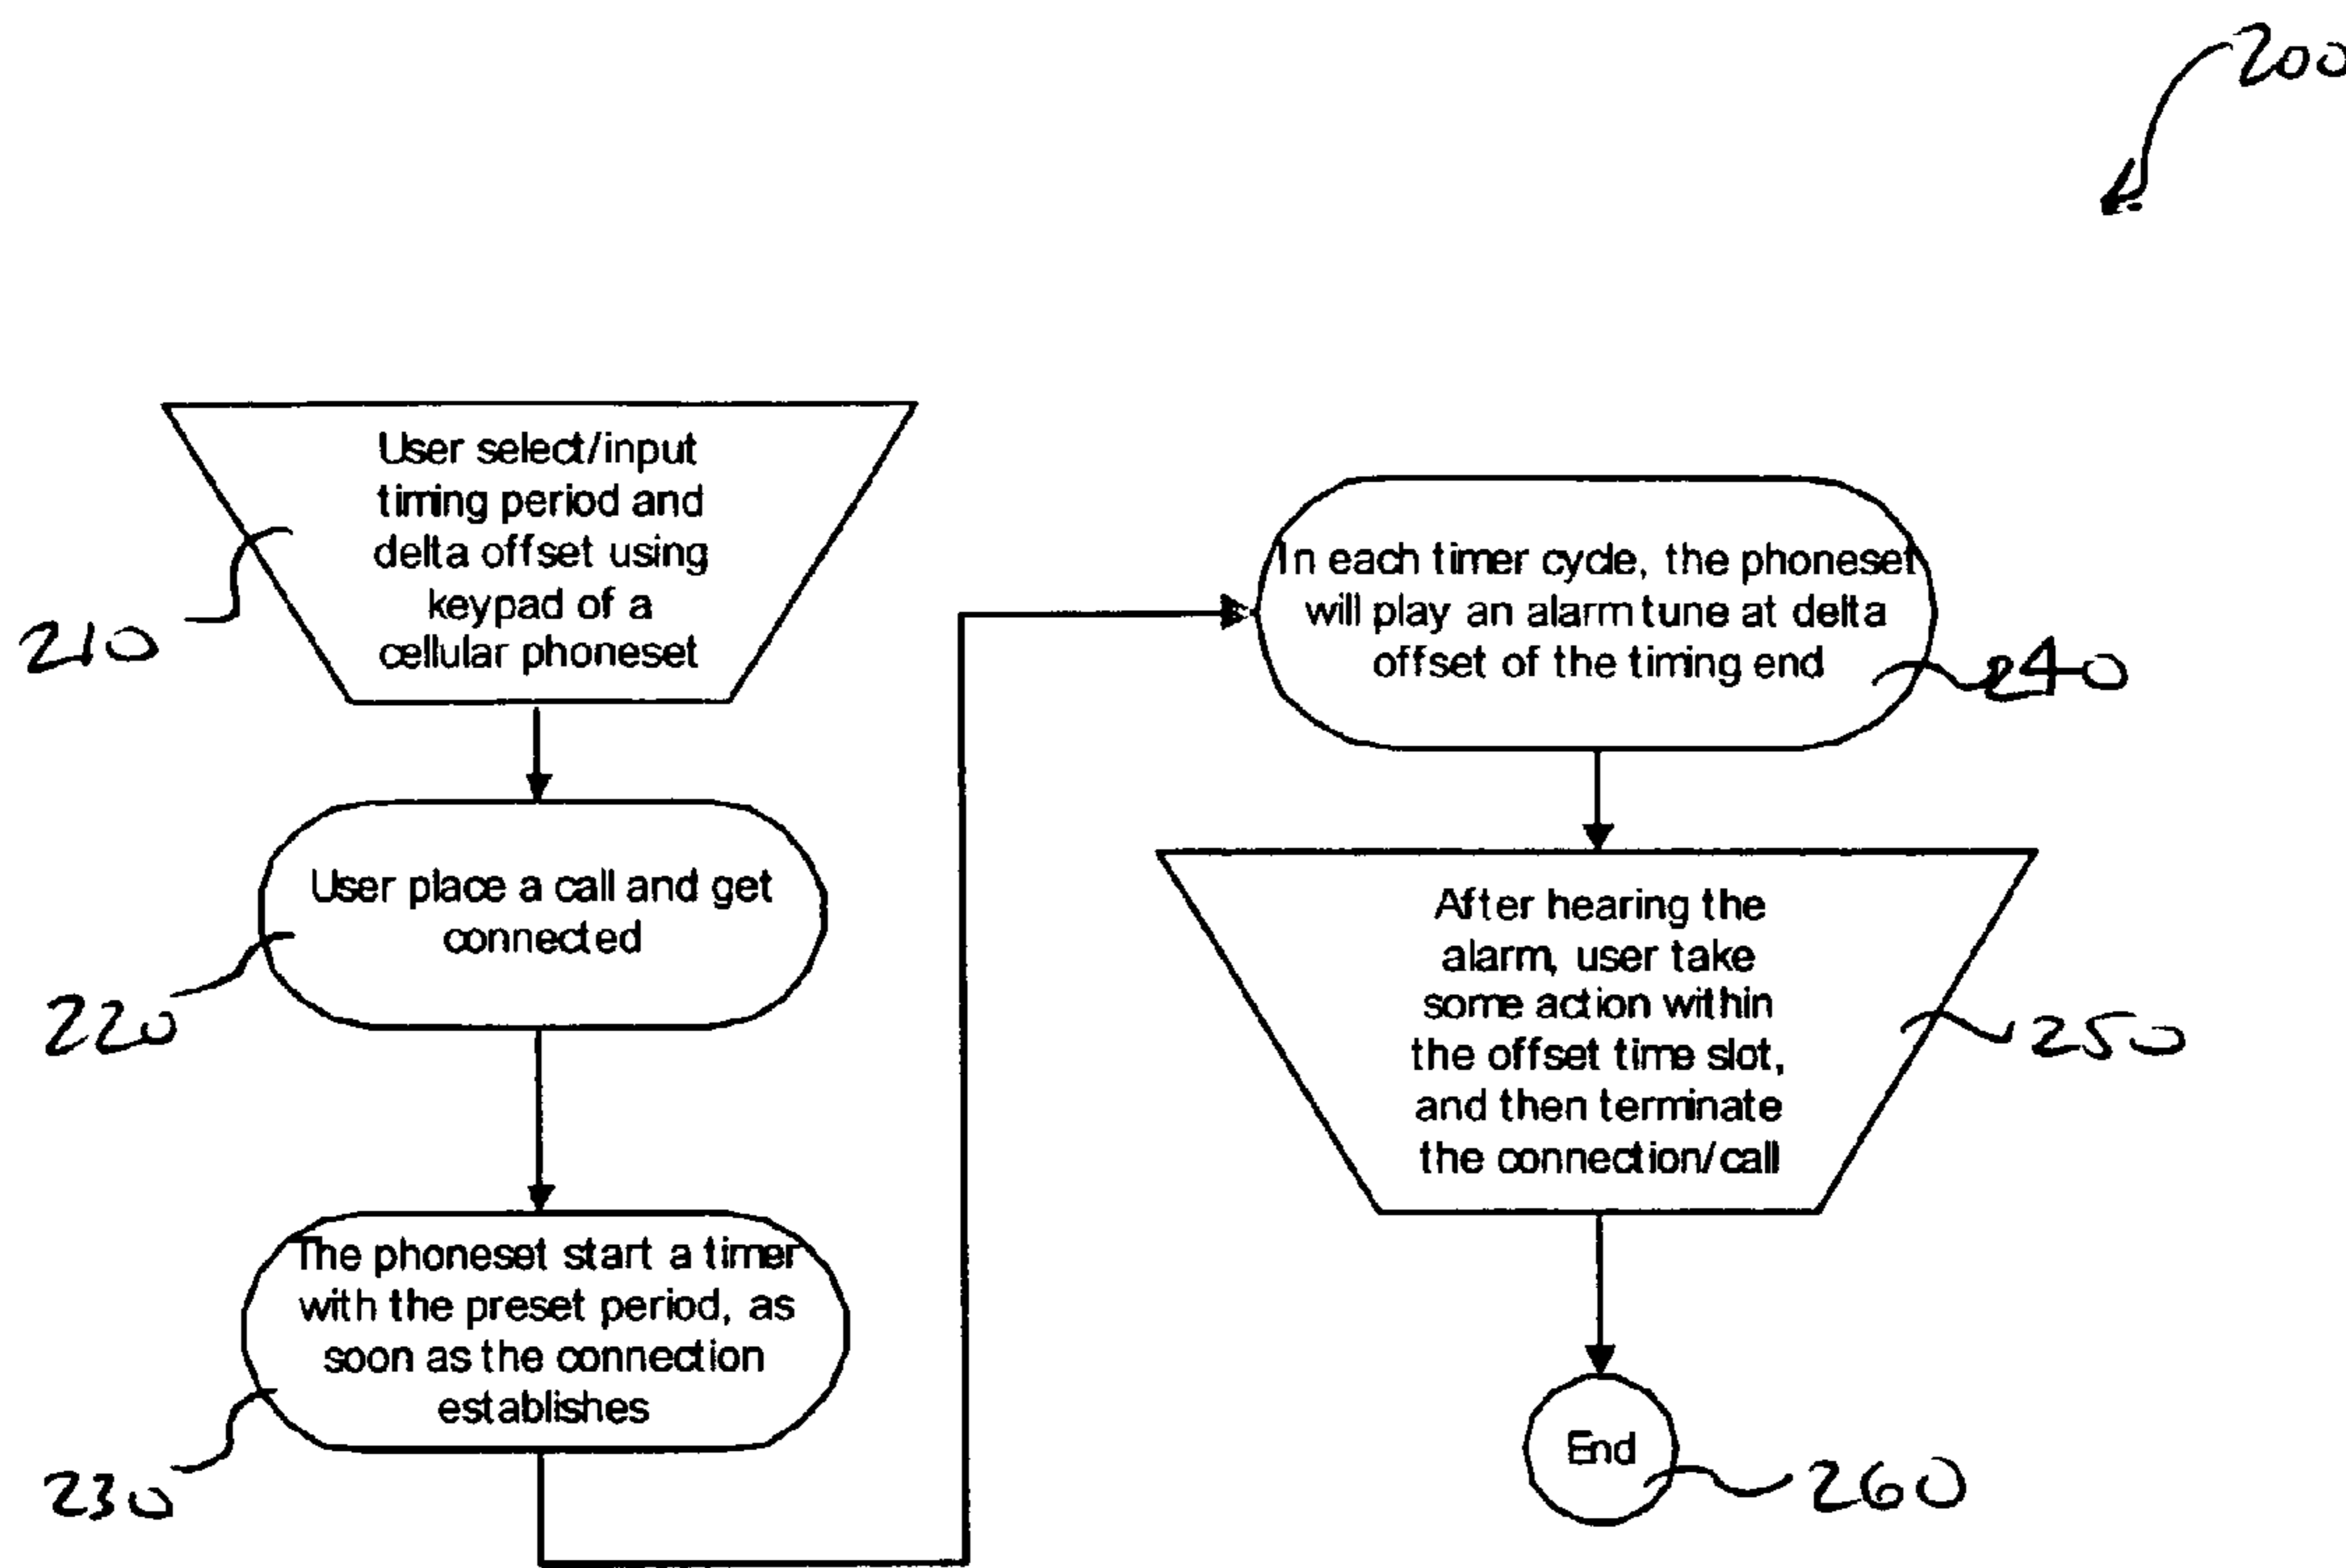 200
User select/input
timing period and
delta offset using
keypad of a
cellular phoneset
210
User place a call and get
connected
220
The phoneset start a timer
with the preset period, as
soon as the connection
establishes
230
In each timer cycle, the phoneset
will play an alarm tune at delta
offset of the timing end
240
After hearing the
alarm, user take
some action within
the offset time slot,
and then terminate
the connection/call
250
End
260